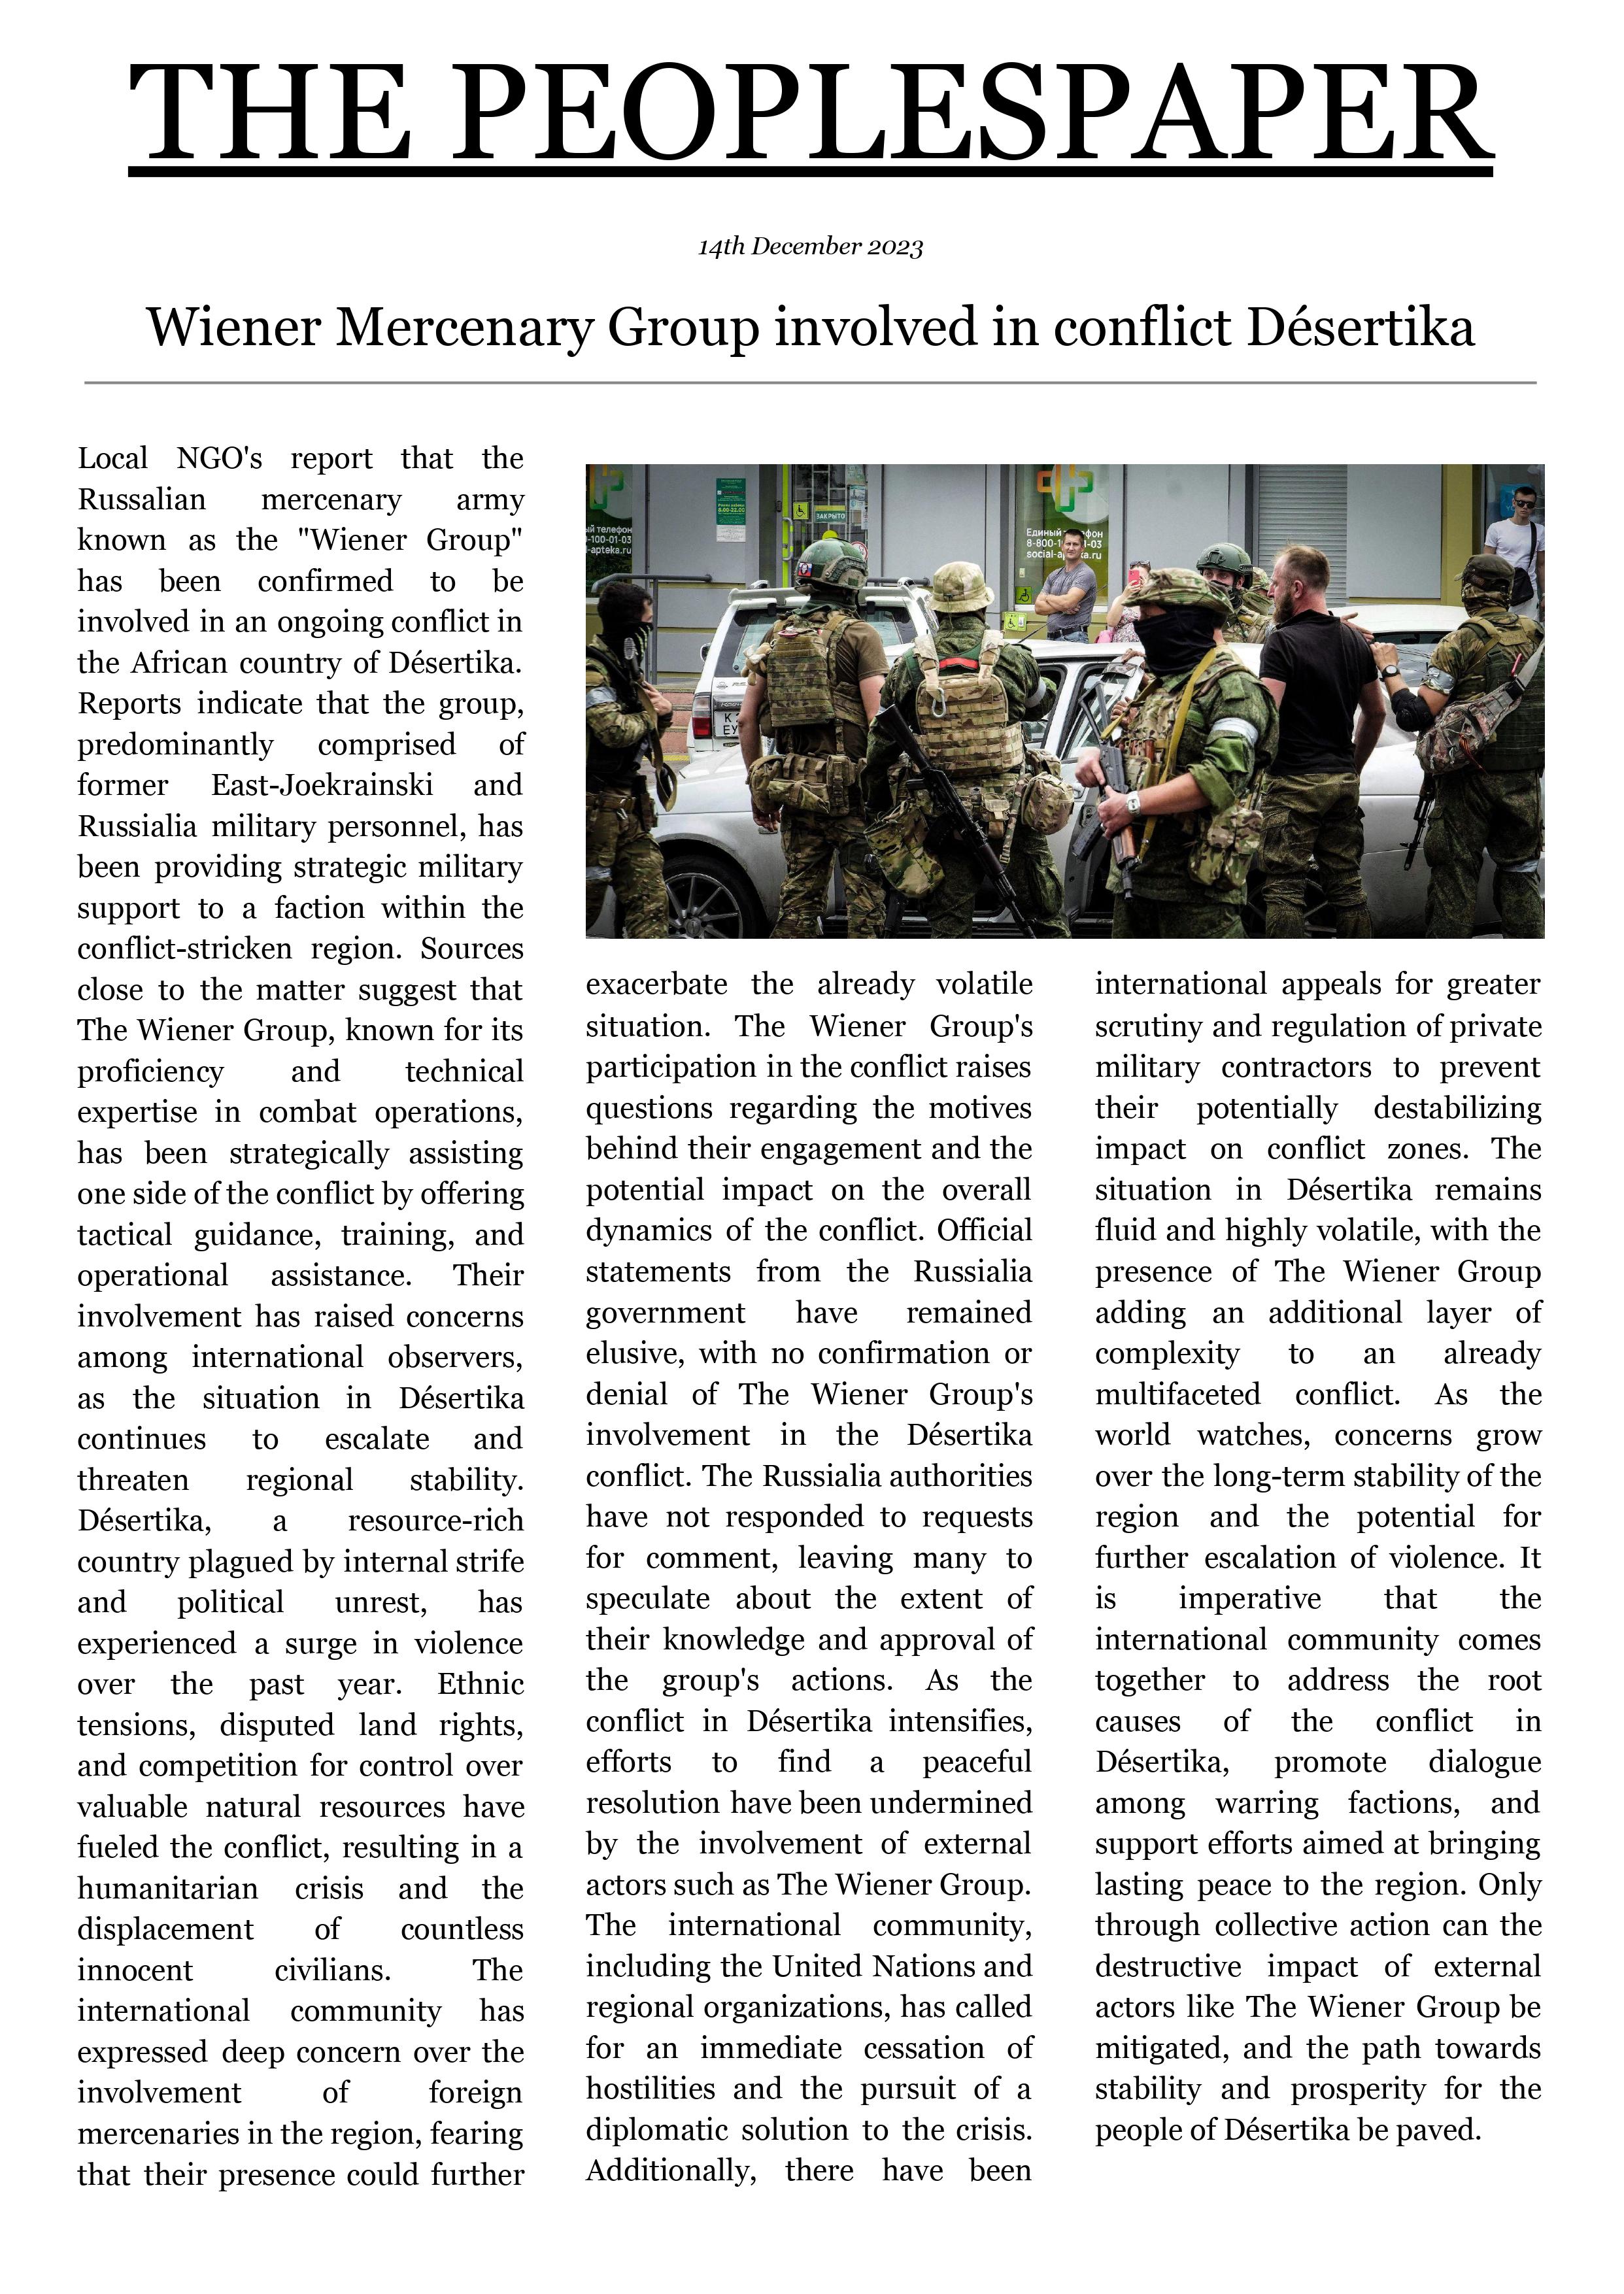 THE PEOPLESPAPER
14th December 2023
Wiener Mercenary Group involved in conflict Désertika
Local NGO's report that the
Russalian mercenary army
known as the "Wiener Group"
has been confirmed to be
involved in an ongoing conflict in
the African country of Désertika.
Reports indicate that the group,
predominantly comprised of
former East-Joekrainski and
Russialia military personnel, has
been providing strategic military
support to a faction within the
conflict-stricken region. Sources
close to the matter suggest that
The Wiener Group, known for its
proficiency and technical
expertise in combat operations,
has been strategically assisting
one side of the conflict by offering
tactical guidance, training, and
operational assistance. Their
involvement has raised concerns
among international observers,
as the situation in Désertika
continues to escalate and
threaten regional stability.
Désertika, a resource-rich
country plagued by internal strife
and political unrest, has
experienced a surge in violence
over the past year. Ethnic
tensions, disputed land rights,
and competition for control over
valuable natural resources have
fueled the conflict, resulting in a
humanitarian crisis and the
displacement of countless
innocent civilians. The
international community has
expressed deep concern over the
involvement of foreign
mercenaries in the region, fearing
that their presence could further
ЗАКРЫТО
й телефон
-100-01-03
l-apteka.ru
Единый
8-800-
social-apteka.ru
exacerbate the already volatile
situation. The Wiener Group's
participation in the conflict raises
questions regarding the motives
behind their engagement and the
potential impact on the overall
dynamics of the conflict. Official
statements from the Russialia
government have remained
elusive, with no confirmation or
denial of The Wiener Group's
involvement in the Désertika
conflict. The Russialia authorities
have not responded to requests
for comment, leaving many to
speculate about the extent of
their knowledge and approval of
the group's actions. As the
conflict in Désertika intensifies,
efforts to find a peaceful
resolution have been undermined
by the involvement of external
actors such as The Wiener Group.
The international community,
including the United Nations and
regional organizations, has called
for an immediate cessation of
hostilities and the pursuit of a
diplomatic solution to the crisis.
Additionally, there have been
international appeals for greater
scrutiny and regulation of private
military contractors to prevent
their potentially destabilizing
impact on conflict zones. The
situation in Désertika remains
fluid and highly volatile, with the
presence of The Wiener Group
adding an additional layer of
complexity to an already
multifaceted conflict. As the
world watches, concerns grow
over the long-term stability of the
region and the potential for
further escalation of violence. It
is imperative that the
international community comes
together to address the root
causes of the conflict in
Désertika, promote dialogue
among warring factions, and
support efforts aimed at bringing
lasting peace to the region. Only
through collective action can the
destructive impact of external
actors like The Wiener Group be
mitigated, and the path towards
stability and prosperity for the
people of Désertika be paved.